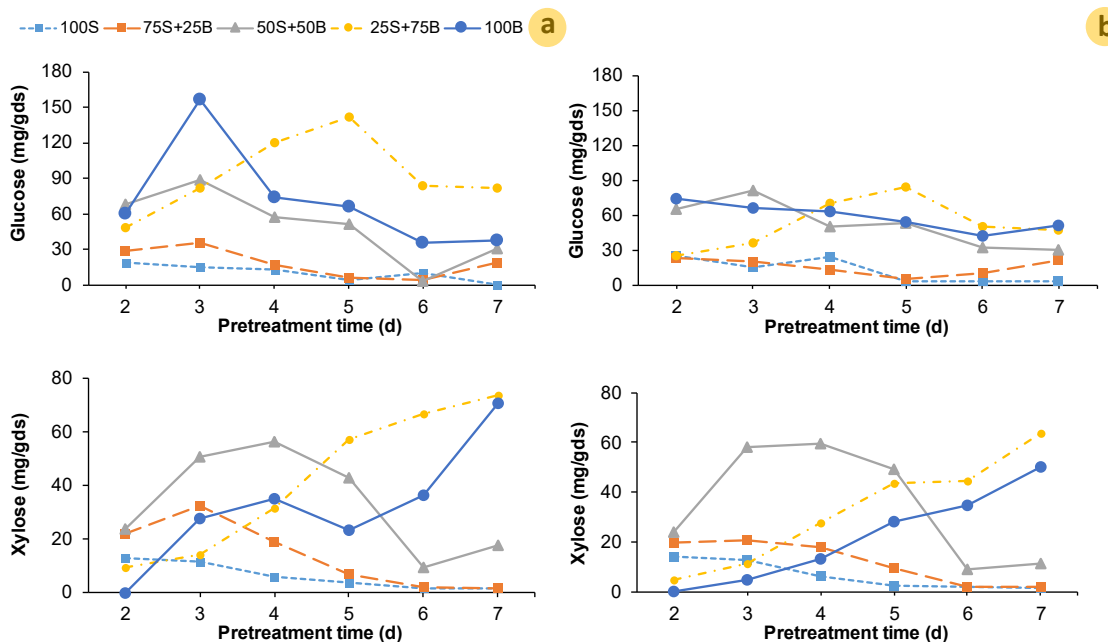 100S 75S+25B 50S+50B 25S+75B 100B a b
Glucose (mg/gds)
180
150
120
90
60
30
0
2 3 4 5 6 7
Pretreatment time (d)
Glucose (mg/gds)
180
150
120
90
60
30
0
2 3 4 5 6 7
Pretreatment time (d)
Xylose (mg/gds)
80
60
40
20
0
2 3 4 5 6 7
Pretreatment time (d)
Xylose (mg/gds)
80
60
40
20
0
2 3 4 5 6 7
Pretreatment time (d)